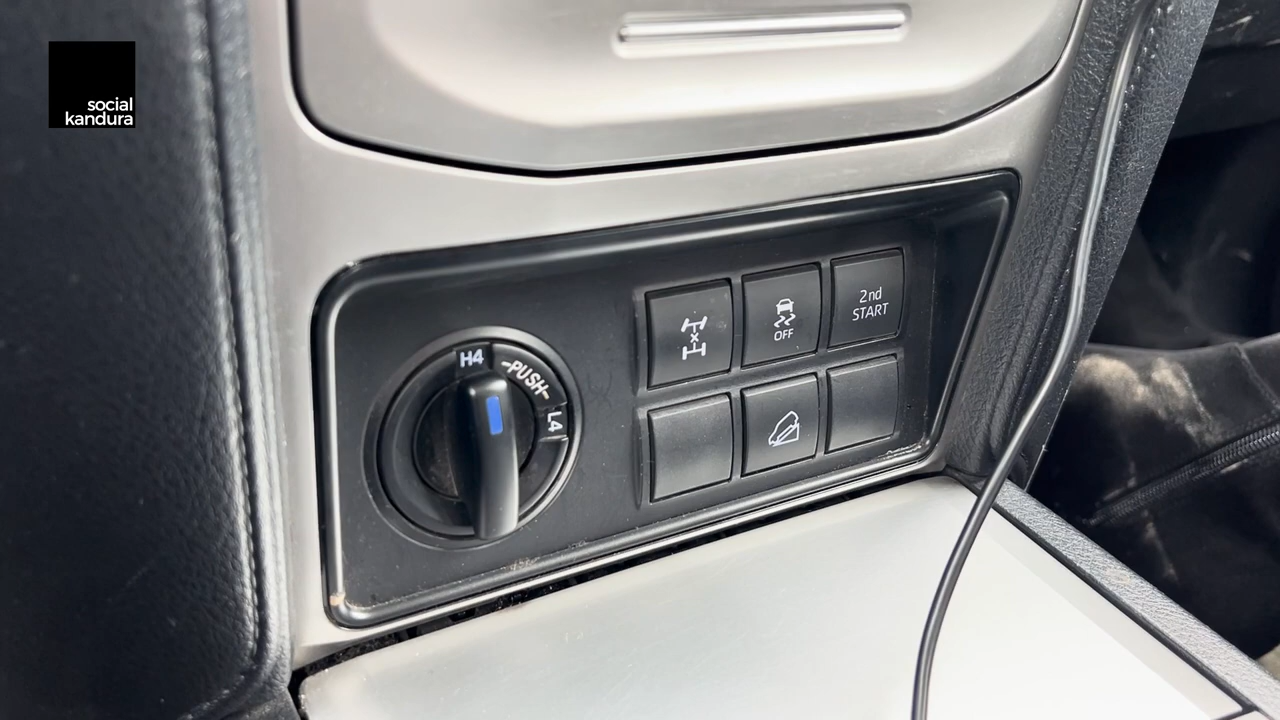 social
kandura
H4
-PUSH-
L4
OFF
2nd
START